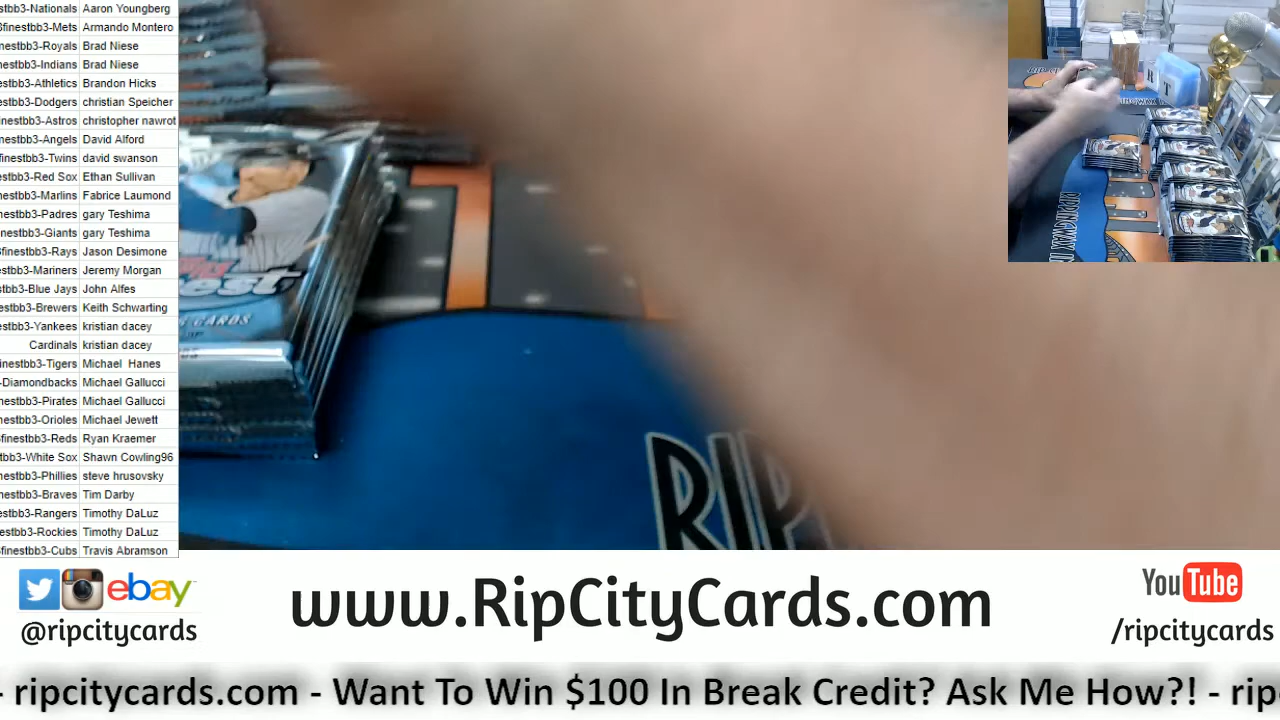 stbb3-Nationals Aaron Youngberg
finestbb3-Mets Armando Montero
nestbb3-Royals Brad Niese
nestbb3-Indians Brad Niese
estbb3-Athletics Brandon Hicks
estbb3-Dodgers christian Speicher
inestbb3-Astros christopher nawrot
nestbb3-Angels David Alford
finestbb3-Twins david swanson
nestbb3-Red Sox Ethan Sullivan
nestbb3-Marlins Fabrice Laumond
nestbb3-Padres gary Teshima
nestbb3-Giants gary Teshima
finestbb3-Rays Jason Desimone
stbb3-Mariners Jeremy Morgan
stbb3-Blue Jays John Alfes
estbb3-Brewers Keith Schwarting
estbb3-Yankees kristian dacey
Cardinals kristian dacey
inestbb3-Tigers Michael Hanes
-Diamondbacks Michael Gallucci
nestbb3-Pirates Michael Gallucci
nestbb3-Orioles Michael Jewett
finestbb3-Reds Ryan Kraemer
tbb3-White Sox Shawn Cowling96
nestbb3-Phillies steve hrusovsky
nestbb3-Braves Tim Darby
nestbb3-Rangers Timothy DaLuz
estbb3-Rockies Timothy DaLuz
finestbb3-Cubs Travis Abramson
CARDS
RIP
R T
ebay
@ripcitycards
www.RipCityCards.com
YouTube
/ripcitycards
- ripcitycards.com - Want To Win $100 In Break Credit? Ask Me How?! - rip